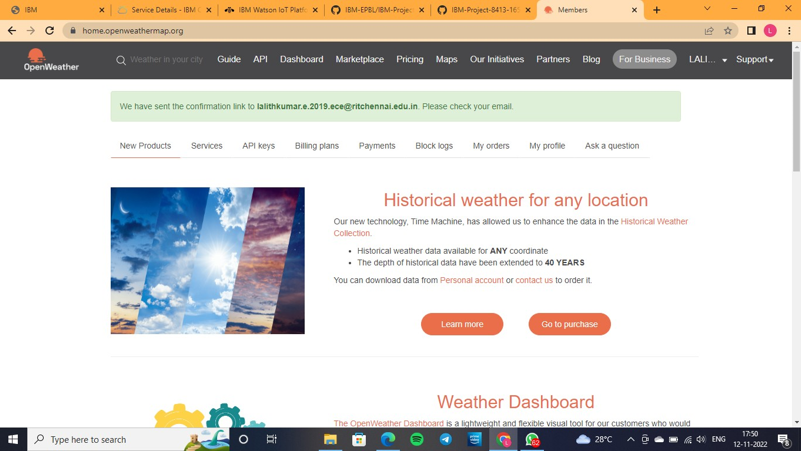 IBM
Service Details - IBM
IBM Watson IoT Platf
IBM-EPBL/IBM-Project
IBM-Project-8413-16
Members
home.openweathermap.org
L
OpenWeather
Weather in your city
Guide API Dashboard Marketplace Pricing Maps Our Initiatives Partners Blog For Business LALI... Support
We have sent the confirmation link to lalithkumar.e.2019.ece@ritchennai.edu.in. Please check your email.
New Products Services API keys Billing plans Payments Block logs My orders My profile Ask a question
Historical weather for any location
Our new technology, Time Machine, has allowed us to enhance the data in the Historical Weather
Collection.
• Historical weather data available for ANY coordinate
• The depth of historical data have been extended to 40 YEARS
You can download data from Personal account or contact us to order it.
Learn more Go to purchase
Weather Dashboard
The OpenWeather Dashboard is a lightweight and flexible visual tool for our customers who would
Type here to search
62
28°C
ENG
17:50
12-11-2022
8